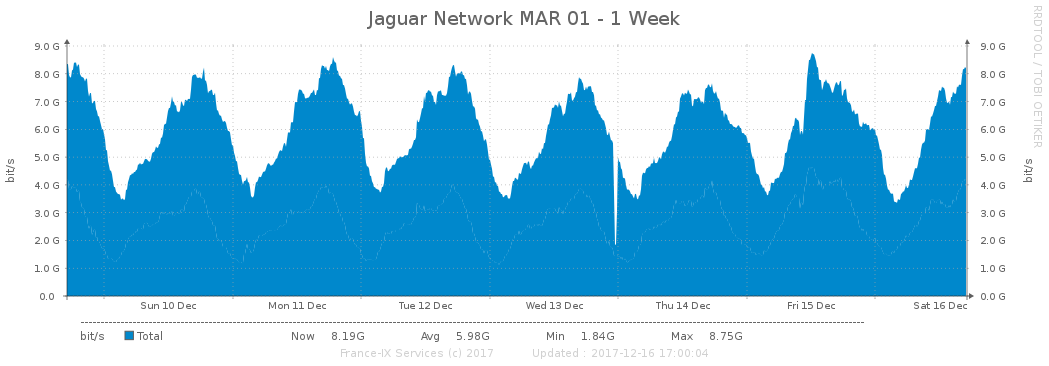 Jaguar Network MAR 01 - 1 Week
RRDTOOL / TOBI OETIKER
bit/s
9.0 G
8.0 G
7.0 G
6.0 G
5.0 G
4.0 G
3.0 G
2.0 G
1.0 G
0.0
9.0 G
8.0 G
7.0 G
6.0 G
5.0 G
4.0 G
3.0 G
2.0 G
1.0 G
0.0 G
bit/s
Sun 10 Dec Mon 11 Dec Tue 12 Dec Wed 13 Dec Thu 14 Dec Fri 15 Dec Sat 16 Dec
bit/s Total Now 8.19G Avg 5.98G Min 1.84G Max 8.75G
France-IX Services (c) 2017 Updated : 2017-12-16 17:00:04